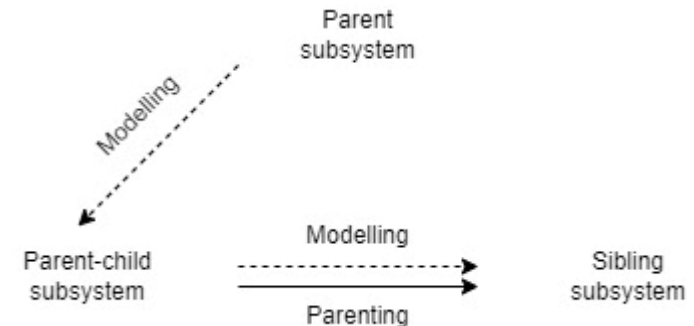 Parent
subsystem
Modelling
Modelling
Parent-child
subsystem
Sibling
subsystem
Parenting